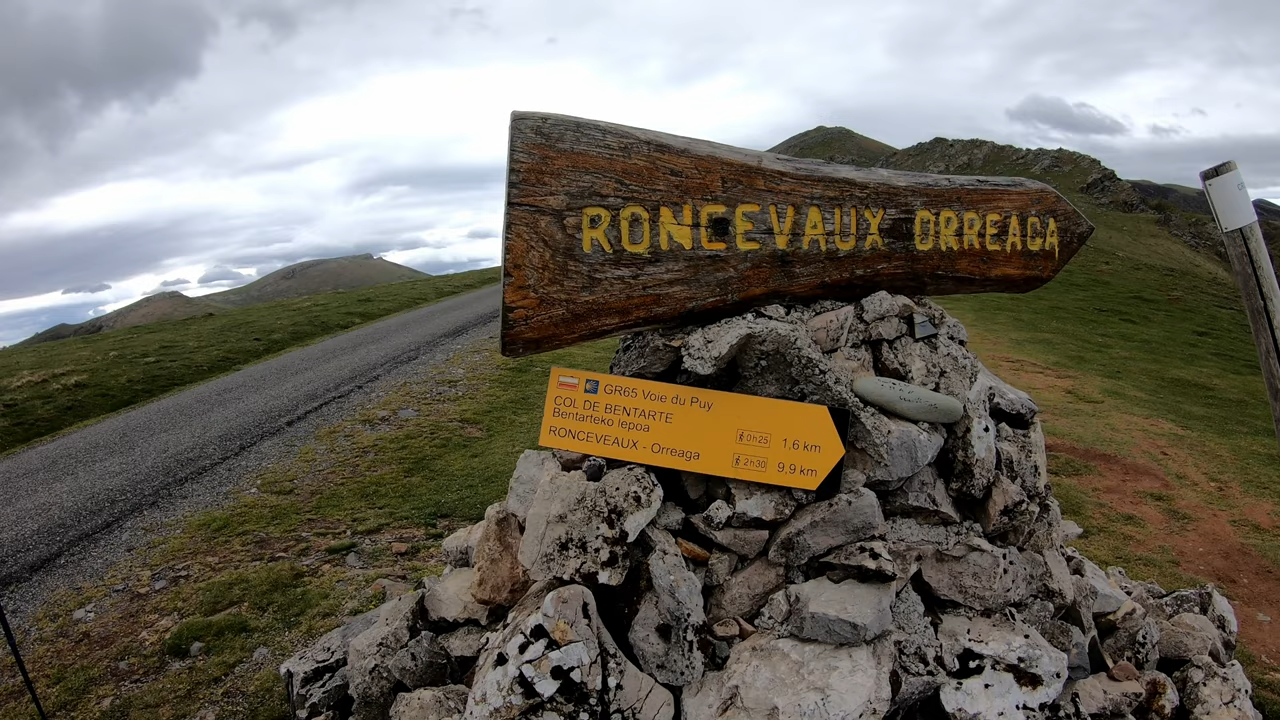 RONCEVAUX ORREAGA
GR65 Voie du Puy
COL DE BENTARTE
Bentarteko lepoa
0h25 1,6 km
RONCEVEAUX - Orreaga
2h30 9,9 km